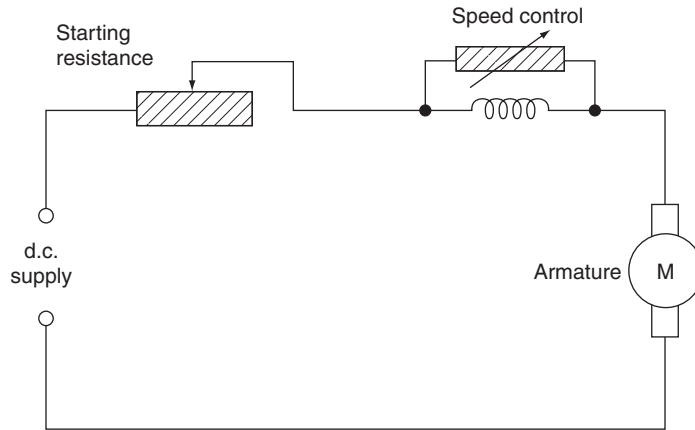 Speed control
Starting
resistance
d.c.
supply
Armature
M